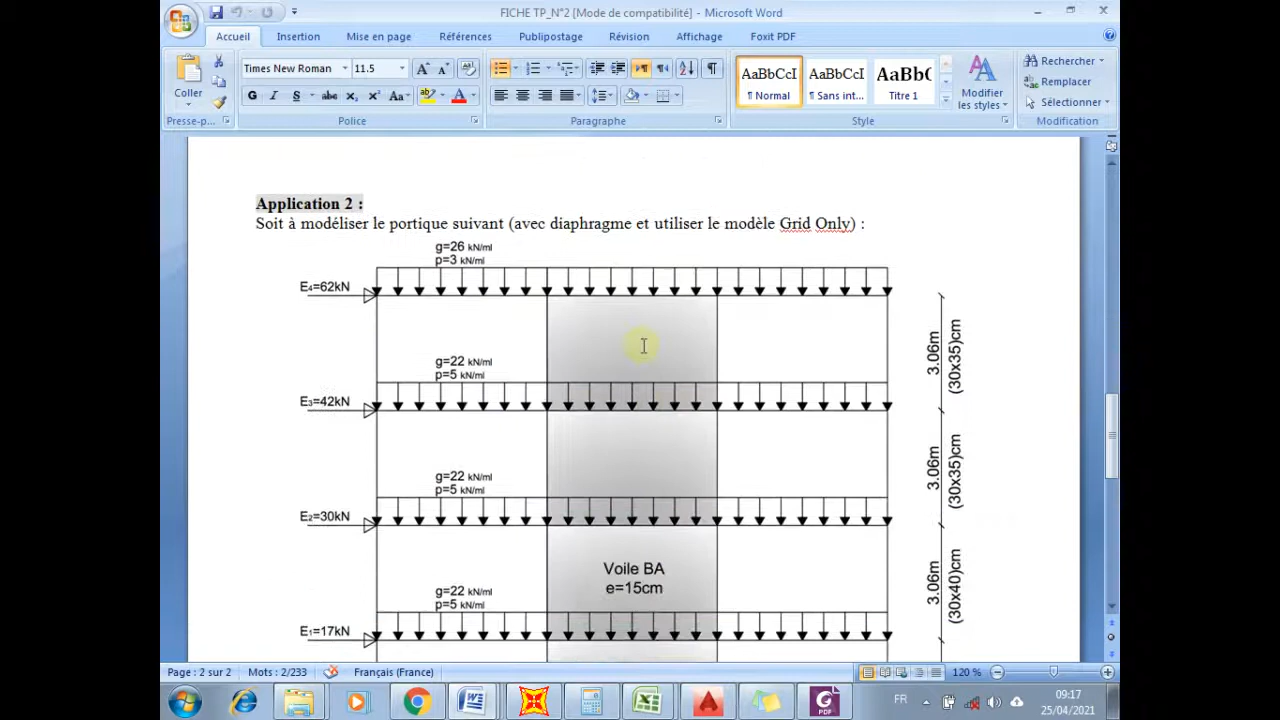 FICHE TP_N°2 [Mode de compatibilité] - Microsoft Word
Accueil Insertion Mise en page Références Publipostage Révision Affichage Foxit PDF
Times New Roman 11.5
Coller
G I S abc x₂ x² Aa
AaBbCcI AaBbCcI AaBbC
¶ Normal ¶ Sans int... Titre 1
Modifier les styles
Rechercher
Remplacer
Sélectionner
Presse-p... Police Paragraphe Style Modification
Application 2 :
Soit à modéliser le portique suivant (avec diaphragme et utiliser le modèle Grid Only) :
g=26 kN/ml
p=3 kN/ml
E4=62kN
3.06m
(30x35)cm
g=22 kN/ml
p=5 kN/ml
E3=42kN
3.06m
(30x35)cm
g=22 kN/ml
p=5 kN/ml
E2=30kN
Voile BA
e=15cm
3.06m
(30x40)cm
g=22 kN/ml
p=5 kN/ml
E1=17kN
Page : 2 sur 2 Mots : 2/233 Français (France) 120 %
FR
09:17
25/04/2021